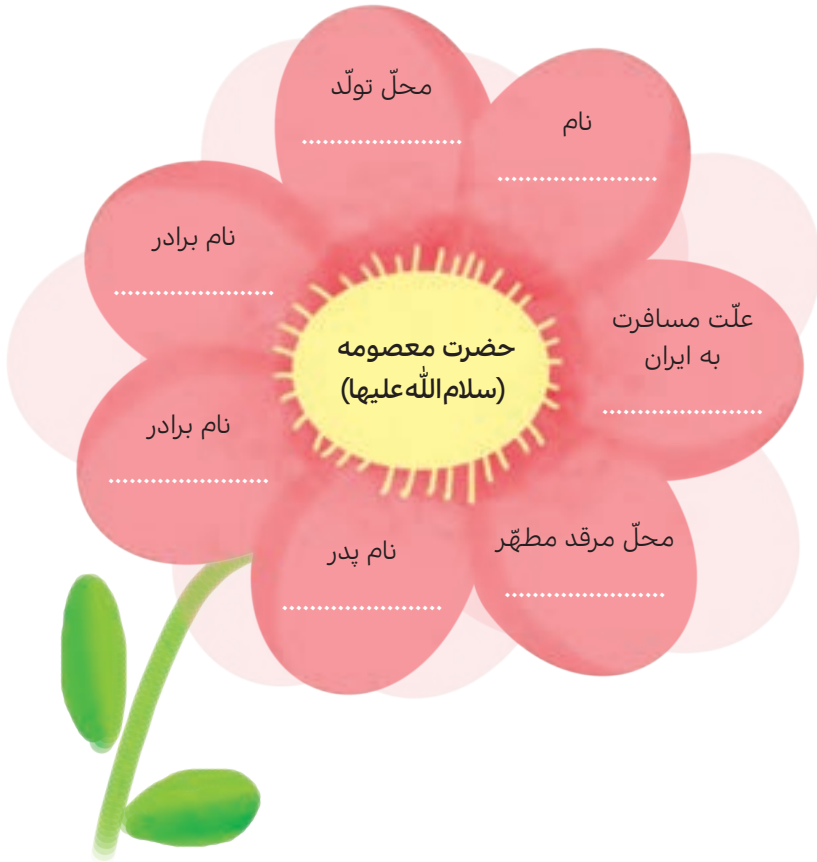 محلّ تولّد
نام
نام برادر
علّت مسافرت
به ایران
حضرت معصومه
(سلام‌الله‌علیها)
نام برادر
نام پدر
محلّ مرقد مطهّر